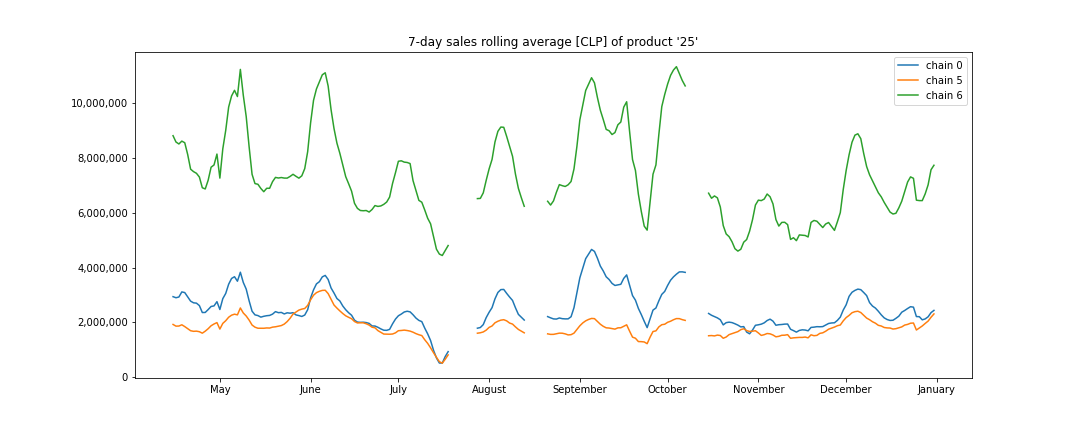 7-day sales rolling average [CLP] of product '25'
chain 0
chain 5
chain 6
10,000,000
8,000,000
6,000,000
4,000,000
2,000,000
0
May June July August September October November December January